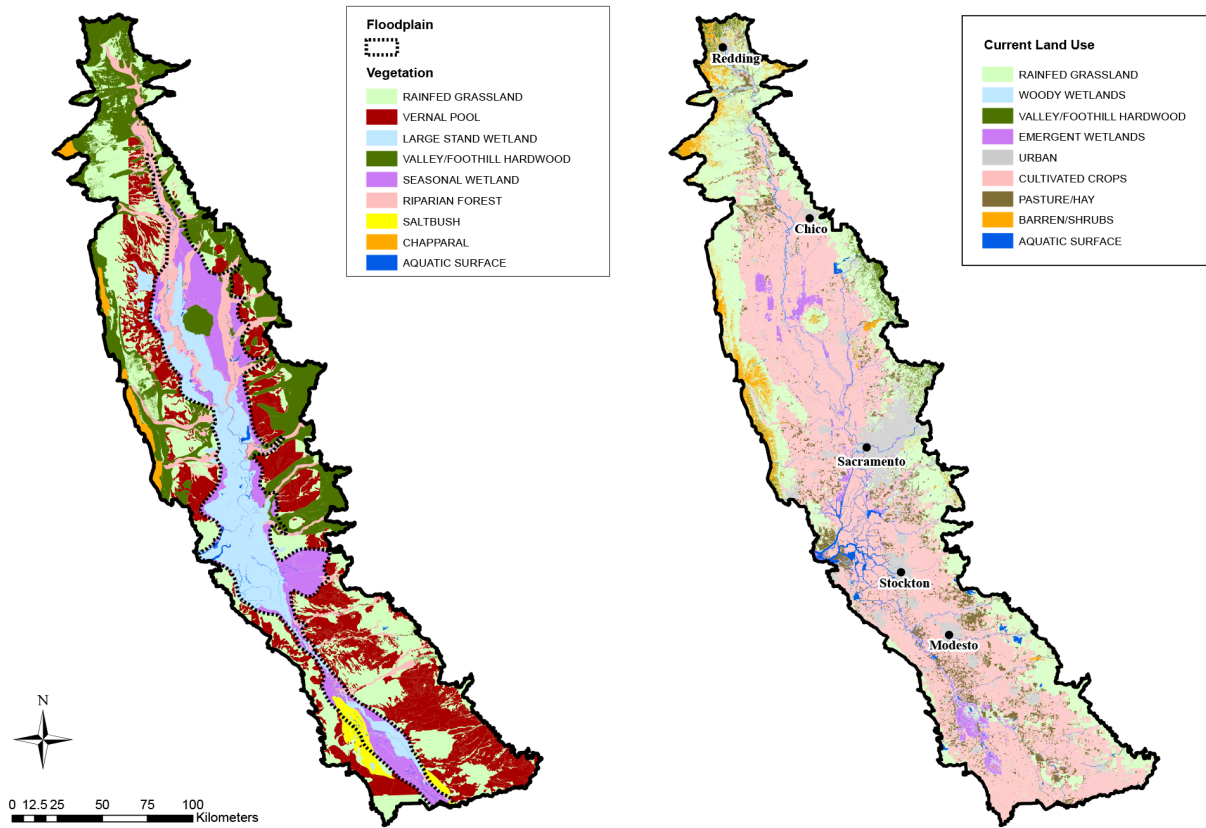 Floodplain
Vegetation
RAINFED GRASSLAND
VERNAL POOL
LARGE STAND WETLAND
VALLEY/FOOTHILL HARDWOOD
SEASONAL WETLAND
RIPARIAN FOREST
SALTBUSH
CHAPPARAL
AQUATIC SURFACE
N
0 12.5 25 50 75 100
Kilometers
Current Land Use
RAINFED GRASSLAND
WOODY WETLANDS
VALLEY/FOOTHILL HARDWOOD
EMERGENT WETLANDS
URBAN
CULTIVATED CROPS
PASTURE/HAY
BARREN/SHRUBS
AQUATIC SURFACE
Redding
Chico
Sacramento
Stockton
Modesto